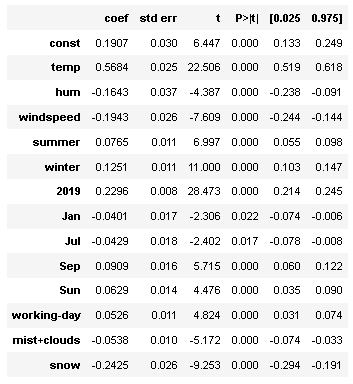 coef std err t P>|t| [0.025 0.975]
const 0.1907 0.030 6.447 0.000 0.133 0.249
temp 0.5684 0.025 22.506 0.000 0.519 0.618
hum -0.1643 0.037 -4.387 0.000 -0.238 -0.091
windspeed -0.1943 0.026 -7.609 0.000 -0.244 -0.144
summer 0.0765 0.011 6.997 0.000 0.055 0.098
winter 0.1251 0.011 11.000 0.000 0.103 0.147
2019 0.2296 0.008 28.473 0.000 0.214 0.245
Jan -0.0401 0.017 -2.306 0.022 -0.074 -0.006
Jul -0.0429 0.018 -2.402 0.017 -0.078 -0.008
Sep 0.0909 0.016 5.715 0.000 0.060 0.122
Sun 0.0629 0.014 4.476 0.000 0.035 0.090
working-day 0.0526 0.011 4.824 0.000 0.031 0.074
mist+clouds -0.0538 0.010 -5.172 0.000 -0.074 -0.033
snow -0.2425 0.026 -9.253 0.000 -0.294 -0.191